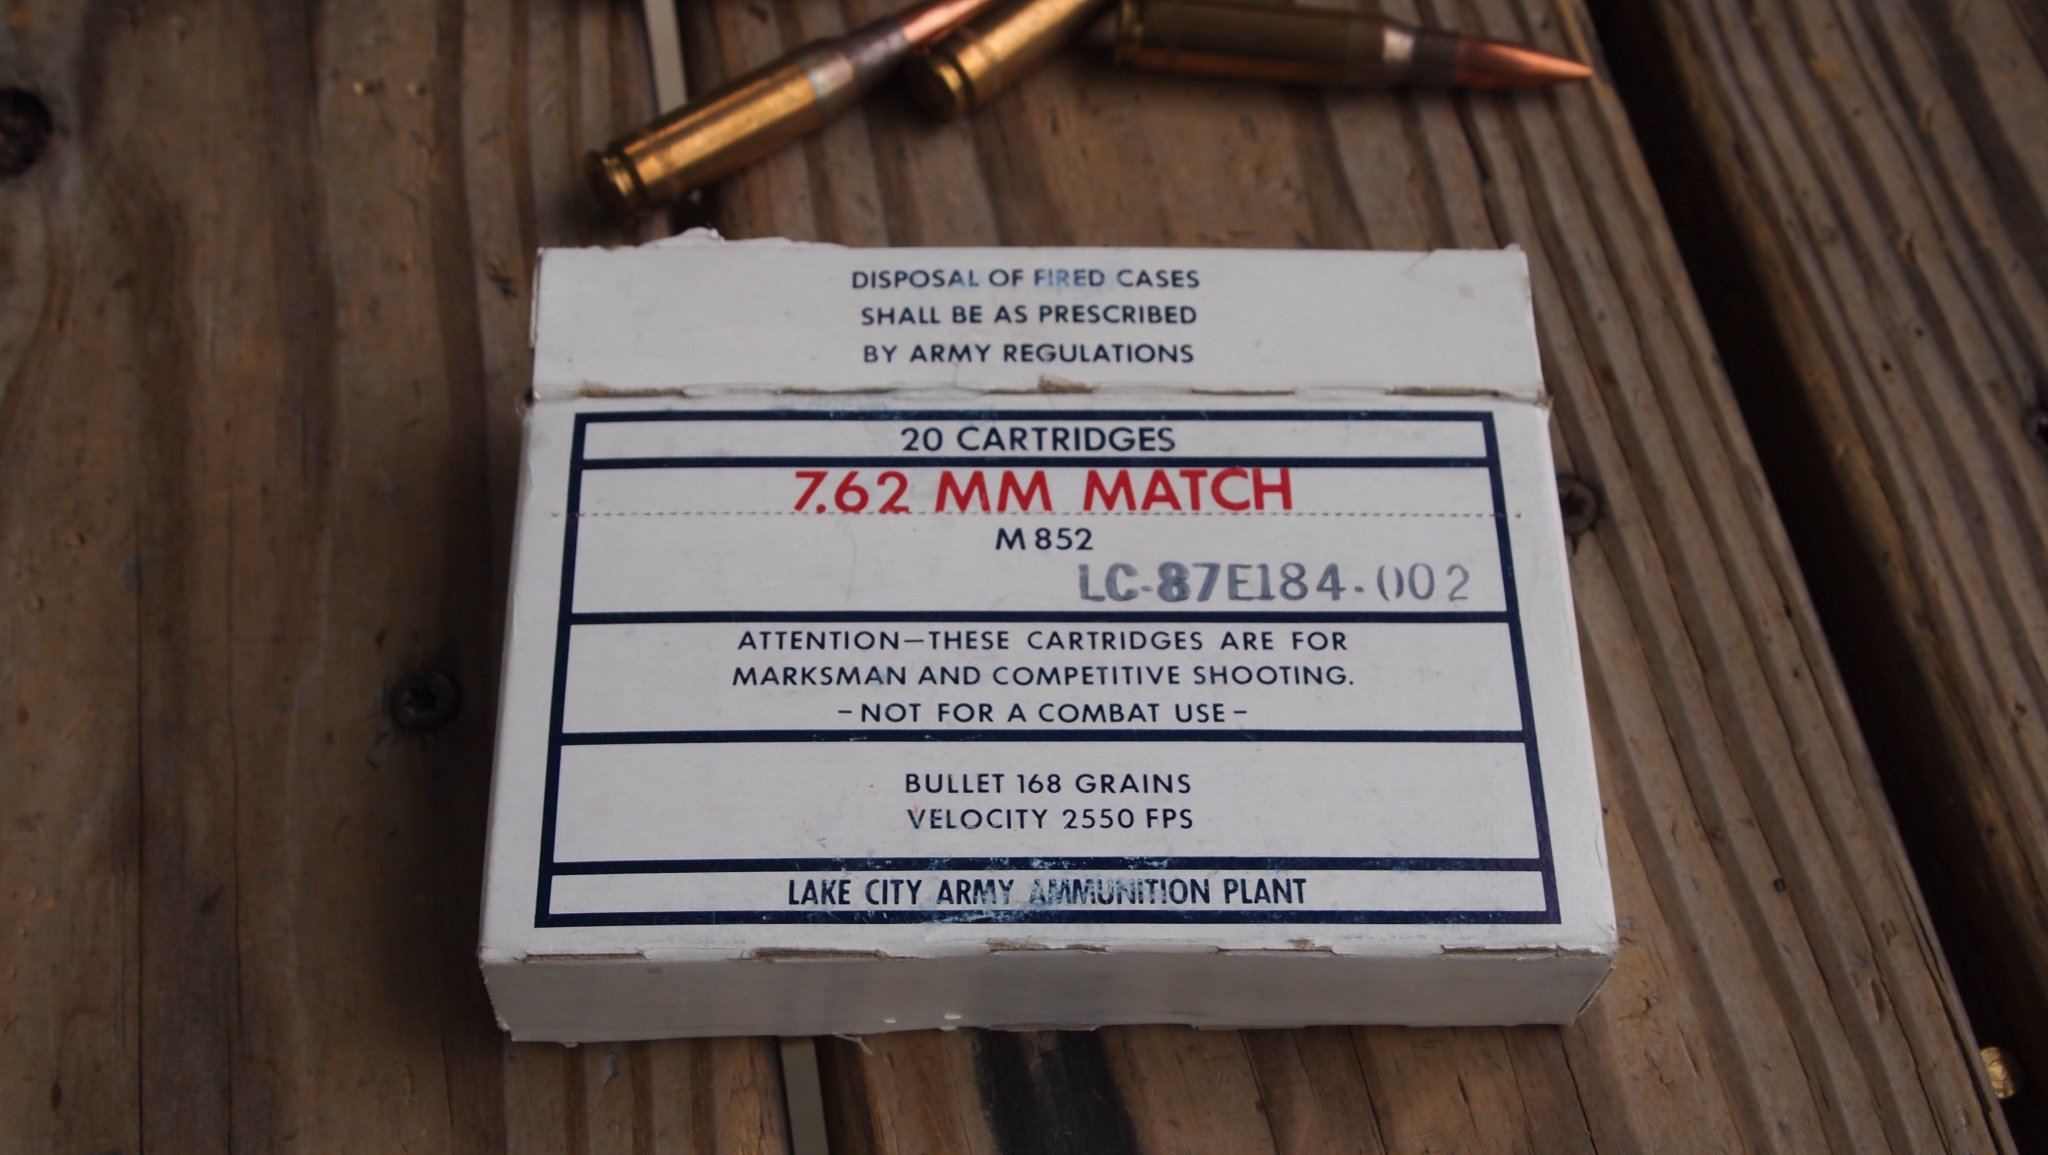 DISPOSAL OF FIRED CASES
SHALL BE AS PRESCRIBED
BY ARMY REGULATIONS
20 CARTRIDGES
7.62 MM MATCH
M 852
LC-87E184-002
ATTENTION—THESE CARTRIDGES ARE FOR
MARKSMAN AND COMPETITIVE SHOOTING.
–NOT FOR A COMBAT USE–
BULLET 168 GRAINS
VELOCITY 2550 FPS
LAKE CITY ARMY AMMUNITION PLANT